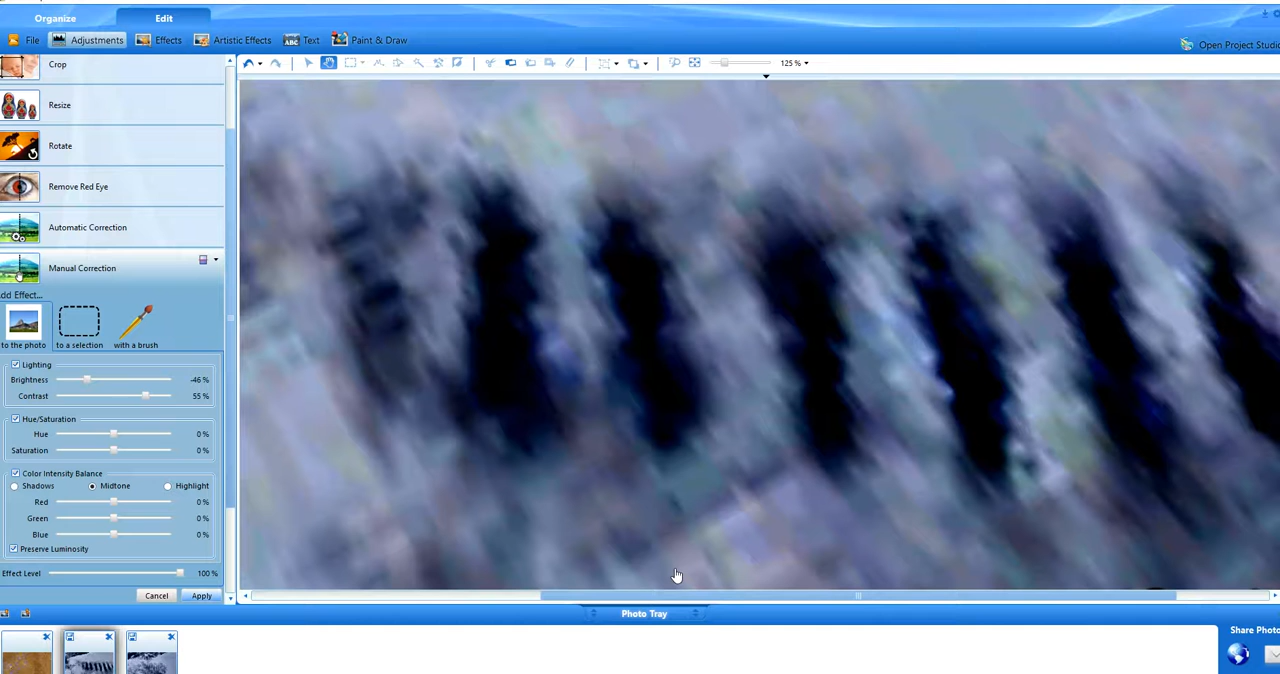 Organize Edit
File Adjustments Effects Artistic Effects Text Paint & Draw Open Project Studio
125 %
Crop
Resize
Rotate
Remove Red Eye
Automatic Correction
Manual Correction
dd Effect...
to the photo to a selection with a brush
Lighting
Brightness -46 %
Contrast 55 %
Hue/Saturation
Hue 0 %
Saturation 0 %
Color Intensity Balance
Shadows Midtone Highlight
Red 0 %
Green 0 %
Blue 0 %
Preserve Luminosity
Effect Level 100 %
Cancel Apply
Photo Tray
Share Photo